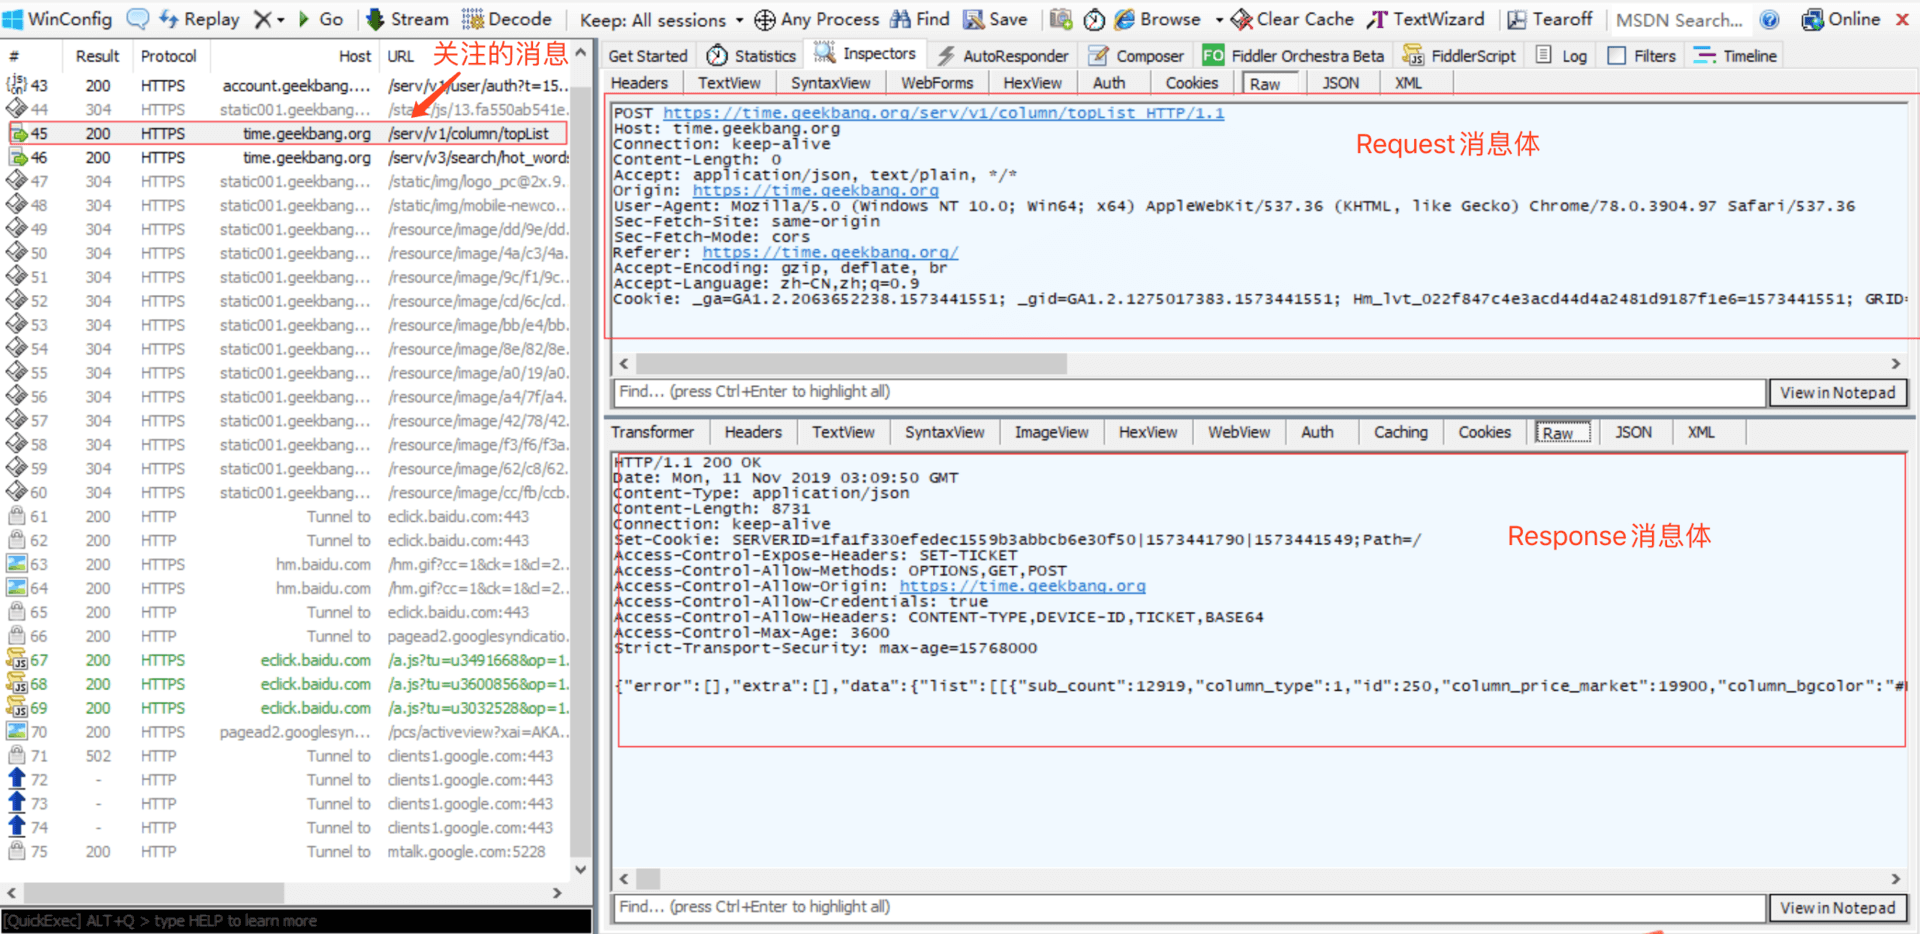 WinConfig Replay Go Stream Decode Keep: All sessions Any Process Find Save Browse Clear Cache TextWizard Tearoff MSDN Search... Online
# Result Protocol Host URL
关注的消息
43 200 HTTPS account.geekbang.... /serv/v1/user/auth?t=15...
44 304 HTTPS static001.geekbang... /static/js/13.fa550ab541e...
45 200 HTTPS time.geekbang.org /serv/v1/column/topList
46 200 HTTPS time.geekbang.org /serv/v3/search/hot_words
47 304 HTTPS static001.geekbang... /static/img/logo_pc@2x.9...
48 304 HTTPS static001.geekbang... /static/img/mobile-newco...
49 304 HTTPS static001.geekbang... /resource/image/dd/9e/dd...
50 304 HTTPS static001.geekbang... /resource/image/4a/c3/4a...
51 304 HTTPS static001.geekbang... /resource/image/9c/f1/9c...
52 304 HTTPS static001.geekbang... /resource/image/cd/6c/cd...
53 304 HTTPS static001.geekbang... /resource/image/bb/e4/bb...
54 304 HTTPS static001.geekbang... /resource/image/8e/82/8e...
55 304 HTTPS static001.geekbang... /resource/image/a0/19/a0...
56 304 HTTPS static001.geekbang... /resource/image/a4/7f/a4...
57 304 HTTPS static001.geekbang... /resource/image/42/78/42...
58 304 HTTPS static001.geekbang... /resource/image/f3/f6/f3a...
59 304 HTTPS static001.geekbang... /resource/image/62/c8/62...
60 304 HTTPS static001.geekbang... /resource/image/cc/fb/ccb...
61 200 HTTP Tunnel to eclick.baidu.com:443
62 200 HTTP Tunnel to eclick.baidu.com:443
63 200 HTTPS hm.baidu.com /hm.gif?cc=1&ck=1&cl=2...
64 200 HTTPS hm.baidu.com /hm.gif?cc=1&ck=1&cl=2...
65 200 HTTP Tunnel to eclick.baidu.com:443
66 200 HTTP Tunnel to pagead2.googlesyndicatio...
67 200 HTTPS eclick.baidu.com /a.js?tu=u3491668&op=1...
68 200 HTTPS eclick.baidu.com /a.js?tu=u3600856&op=1...
69 200 HTTPS eclick.baidu.com /a.js?tu=u3032528&op=1...
70 200 HTTPS pagead2.googlesyn... /pcs/activeview?xai=AKA...
71 502 HTTP Tunnel to clients1.google.com:443
72 - HTTP Tunnel to clients1.google.com:443
73 - HTTP Tunnel to clients1.google.com:443
74 - HTTP Tunnel to clients1.google.com:443
75 200 HTTP Tunnel to mtalk.google.com:5228
[QuickExec] ALT+Q > type HELP to learn more
Get Started Statistics Inspectors AutoResponder Composer FO Fiddler Orchestra Beta FiddlerScript Log Filters Timeline
Headers TextView SyntaxView WebForms HexView Auth Cookies Raw JSON XML
POST https://time.geekbang.org/serv/v1/column/topList HTTP/1.1
Host: time.geekbang.org
Connection: keep-alive
Content-Length: 0
Accept: application/json, text/plain, */*
Origin: https://time.geekbang.org
User-Agent: Mozilla/5.0 (Windows NT 10.0; Win64; x64) AppleWebKit/537.36 (KHTML, like Gecko) Chrome/78.0.3904.97 Safari/537.36
Sec-Fetch-Site: same-origin
Sec-Fetch-Mode: cors
Referer: https://time.geekbang.org/
Accept-Encoding: gzip, deflate, br
Accept-Language: zh-CN,zh;q=0.9
Cookie: _ga=GA1.2.2063652238.1573441551; _gid=GA1.2.1275017383.1573441551; Hm_lvt_022f847c4e3acd44d4a2481d9187f1e6=1573441551; GRID=
Request消息体
Find... (press Ctrl+Enter to highlight all) View in Notepad
Transformer Headers TextView SyntaxView ImageView HexView WebView Auth Caching Cookies Raw JSON XML
HTTP/1.1 200 OK
Date: Mon, 11 Nov 2019 03:09:50 GMT
Content-Type: application/json
Content-Length: 8731
Connection: keep-alive
Set-Cookie: SERVERID=1fa1f330efedec1559b3abbcb6e30f50|1573441790|1573441549;Path=/
Access-Control-Expose-Headers: SET-TICKET
Access-Control-Allow-Methods: OPTIONS,GET,POST
Access-Control-Allow-Origin: https://time.geekbang.org
Access-Control-Allow-Credentials: true
Access-Control-Allow-Headers: CONTENT-TYPE,DEVICE-ID,TICKET,BASE64
Access-Control-Max-Age: 3600
Strict-Transport-Security: max-age=15768000
Response消息体
{"error":[],"extra":[],"data":{"list":[[{"sub_count":12919,"column_type":1,"id":250,"column_price_market":19900,"column_bgcolor":"#
Find... (press Ctrl+Enter to highlight all) View in Notepad